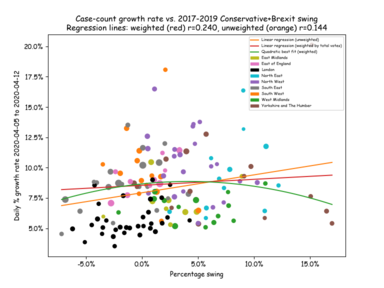 Case-count growth rate vs. 2017-2019 Conservative+Brexit swing
Regression lines: weighted (red) r=0.240, unweighted (orange) r=0.144
Linear regression (unweighted)
Linear regression (weighted by total votes)
Quadratic best fit (weighted)
East Midlands
East of England
London
North East
North West
South East
South West
West Midlands
Yorkshire and The Humber
Daily % growth rate 2020-04-05 to 2020-04-12
20.0%
17.5%
15.0%
12.5%
10.0%
7.5%
5.0%
-5.0%
0.0%
5.0%
10.0%
15.0%
Percentage swing